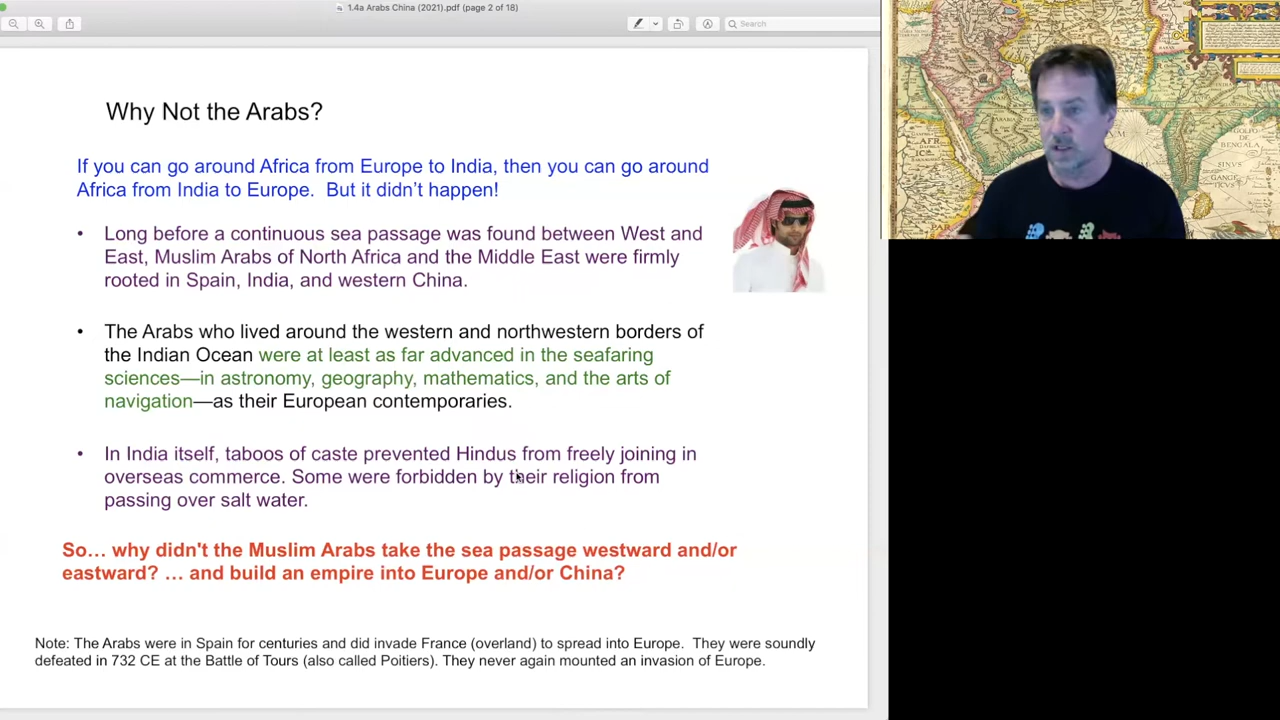 1.4a Arabs China (2021).pdf (page 2 of 18)
Search
Why Not the Arabs?
If you can go around Africa from Europe to India, then you can go around
Africa from India to Europe.  But it didn't happen!
• Long before a continuous sea passage was found between West and
East, Muslim Arabs of North Africa and the Middle East were firmly
rooted in Spain, India, and western China.
• The Arabs who lived around the western and northwestern borders of
the Indian Ocean were at least as far advanced in the seafaring
sciences—in astronomy, geography, mathematics, and the arts of
navigation—as their European contemporaries.
• In India itself, taboos of caste prevented Hindus from freely joining in
overseas commerce. Some were forbidden by their religion from
passing over salt water.
So… why didn't the Muslim Arabs take the sea passage westward and/or
eastward? … and build an empire into Europe and/or China?
Note: The Arabs were in Spain for centuries and did invade France (overland) to spread into Europe.  They were soundly
defeated in 732 CE at the Battle of Tours (also called Poitiers). They never again mounted an invasion of Europe.
GOLFO DE
BENGALA
SINVS
GANGE
TICVS